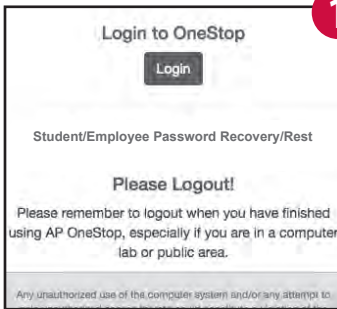 1
Login to OneStop
Login
Student/Employee Password Recovery/Rest
Please Logout!
Please remember to logout when you have finished
using AP OneStop, especially if you are in a computer
lab or public area.
Any unauthorized use of the computer system and/or any attempt to